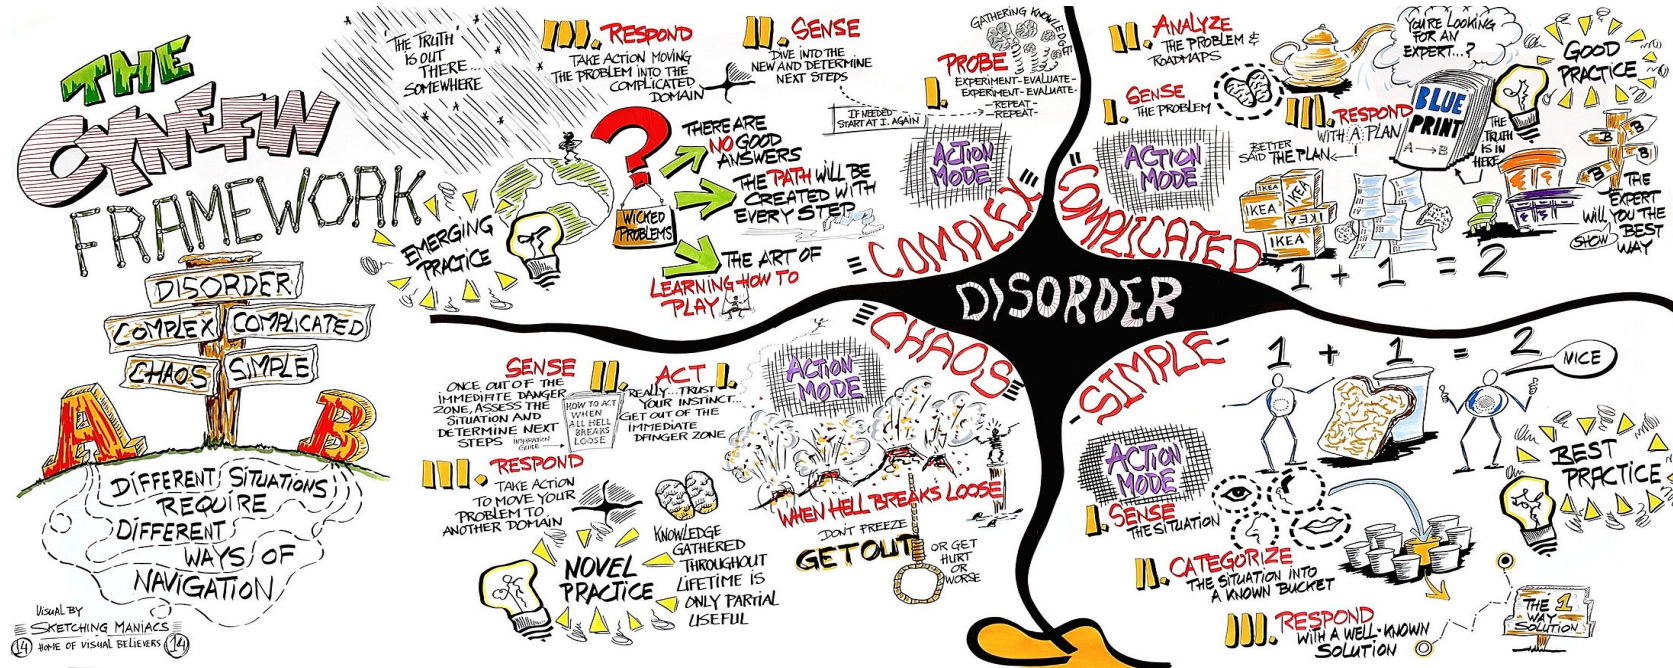 THE
CYNEFIN
FRAMEWORK
DISORDER
COMPLEX
COMPLICATED
CHAOS
SIMPLE
A
B
DIFFERENT SITUATIONS
REQUIRE
DIFFERENT
WAYS OF
NAVIGATION
VISUAL BY
SKETCHING MANIACS
HOME OF VISUAL BELIEVERS
14
14
'THE TRUTH'
IS OUT
THERE...
SOMEWHERE
III. RESPOND
TAKE ACTION MOVING
THE PROBLEM INTO THE
COMPLICATED
DOMAIN
II. SENSE
DIVE INTO THE
NEW AND DETERMINE
NEXT STEPS
GATHERING KNOWLEDGE
I. PROBE
EXPERIMENT-EVALUATE-
EXPERIMENT-EVALUATE-
-REPEAT-
-REPEAT-
IF NEEDED
START AT I. AGAIN
ACTION
MODE
?
WICKED
PROBLEMS
THERE ARE
NO GOOD
ANSWERS
THE PATH WILL BE
CREATED WITH
EVERY STEP
THE ART OF
LEARNING HOW TO
PLAY
EMERGING
PRACTICE
COMPLEX
COMPLICATED
DISORDER
CHAOS
SIMPLE
II. ANALYZE
THE PROBLEM &
ROADMAPS
I. SENSE
THE PROBLEM
ACTION
MODE
III. RESPOND
WITH A PLAN
BETTER
SAID THE PLAN
YOU'RE LOOKING
FOR AN
EXPERT...?
BLUE
PRINT
A → B
THE
TRUTH
IS IN
HERE
GOOD
PRACTICE
B
B
B
IKEA
IKEA
IKEA
IKEA
IKEA
THE
EXPERT
WILL YOU THE
SHOW
BEST
WAY
1 + 1 = 2
SENSE II.
ONCE OUT OF THE
IMMEDIATE DANGER
ZONE, ASSESS THE
SITUATION AND
DETERMINE NEXT
STEPS
HOW TO ACT
WHEN
ALL HELL
BREAKS
LOOSE
ACT I.
REALLY...TRUST
YOUR INSTINCT...
GET OUT OF THE
IMMEDIATE
DANGER ZONE
ACTION
MODE
III. RESPOND
TAKE ACTION
TO MOVE YOUR
PROBLEM TO
ANOTHER DOMAIN
KNOWLEDGE
GATHERED
THROUGHOUT
LIFETIME IS
ONLY PARTIAL
USEFUL
NOVEL
PRACTICE
WHEN HELL BREAKS LOOSE
DON'T FREEZE
GET OUT
OR GET
HURT
OR
WORSE
1 + 1 = 2
NICE
ACTION
MODE
I. SENSE
THE SITUATION
II. CATEGORIZE
THE SITUATION INTO
A KNOWN BUCKET
III. RESPOND
WITH A WELL-KNOWN
SOLUTION
BEST
PRACTICE
THE 1
WAY
SOLUTION